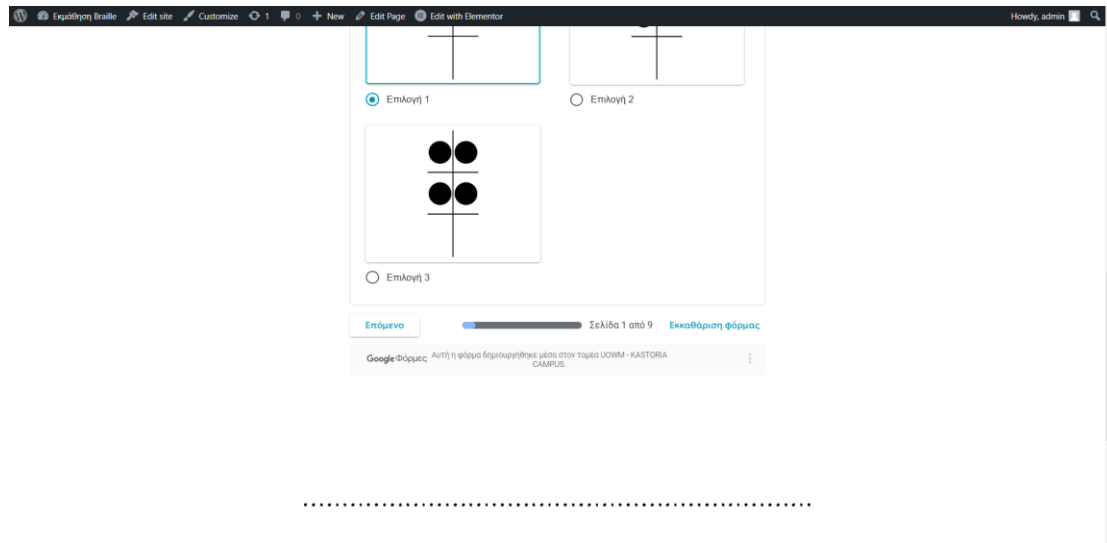 Εκμάθηση Braille Edit site Customize 1 0 New Edit Page Edit with Elementor Howdy, admin
Επιλογή 1 Επιλογή 2
Επιλογή 3
Επόμενο Σελίδα 1 από 9 Εκκαθάριση φόρμας
Google Φόρμες Αυτή η φόρμα δημιουργήθηκε μέσα στον τομέα UOWM - KASTORIA
CAMPUS.